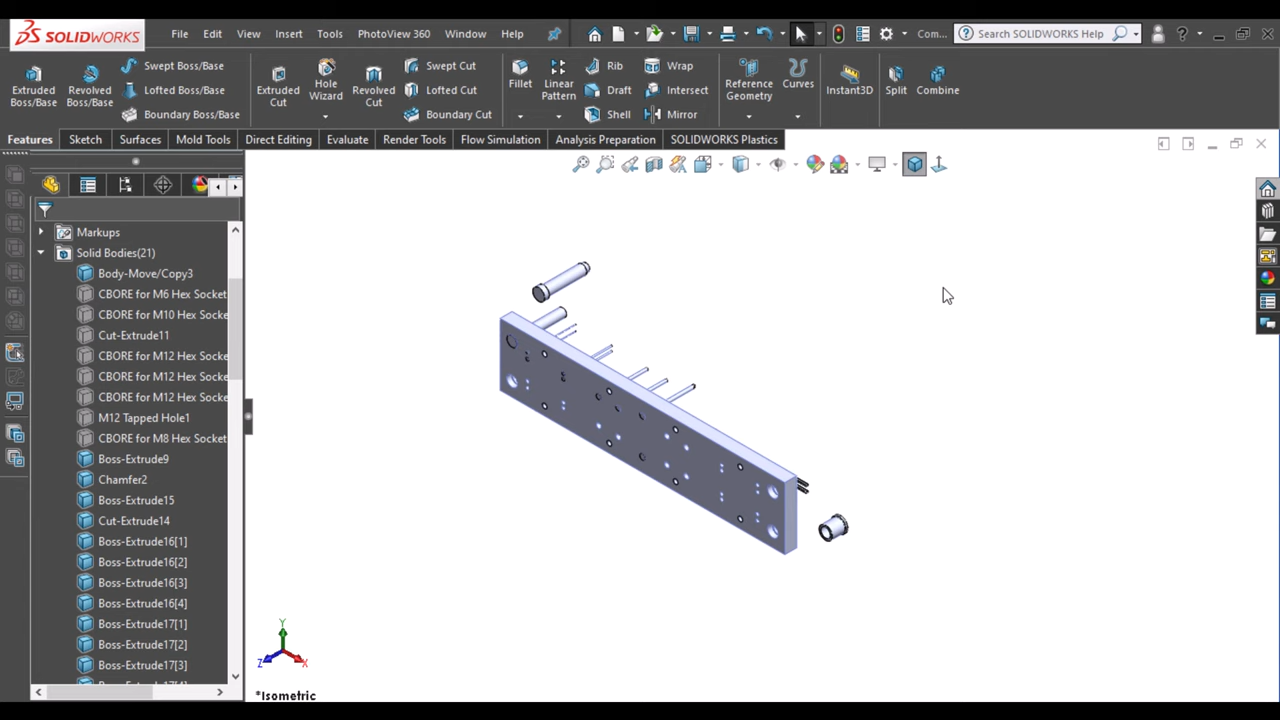 SOLIDWORKS File Edit View Insert Tools PhotoView 360 Window Help Com... Search SOLIDWORKS Help
Extruded Boss/Base
Revolved Boss/Base
Swept Boss/Base
Lofted Boss/Base
Boundary Boss/Base
Extruded Cut
Hole Wizard
Revolved Cut
Swept Cut
Lofted Cut
Boundary Cut
Fillet
Linear Pattern
Rib
Draft
Shell
Wrap
Intersect
Mirror
Reference Geometry
Curves
Instant3D
Split
Combine
Features Sketch Surfaces Mold Tools Direct Editing Evaluate Render Tools Flow Simulation Analysis Preparation SOLIDWORKS Plastics
Markups
Solid Bodies(21)
Body-Move/Copy3
CBORE for M6 Hex Socket
CBORE for M10 Hex Socke
Cut-Extrude11
CBORE for M12 Hex Socke
CBORE for M12 Hex Socke
CBORE for M12 Hex Socke
M12 Tapped Hole1
CBORE for M8 Hex Socket
Boss-Extrude9
Chamfer2
Boss-Extrude15
Cut-Extrude14
Boss-Extrude16[1]
Boss-Extrude16[2]
Boss-Extrude16[3]
Boss-Extrude16[4]
Boss-Extrude17[1]
Boss-Extrude17[2]
Boss-Extrude17[3]
Y
Z
X
*Isometric